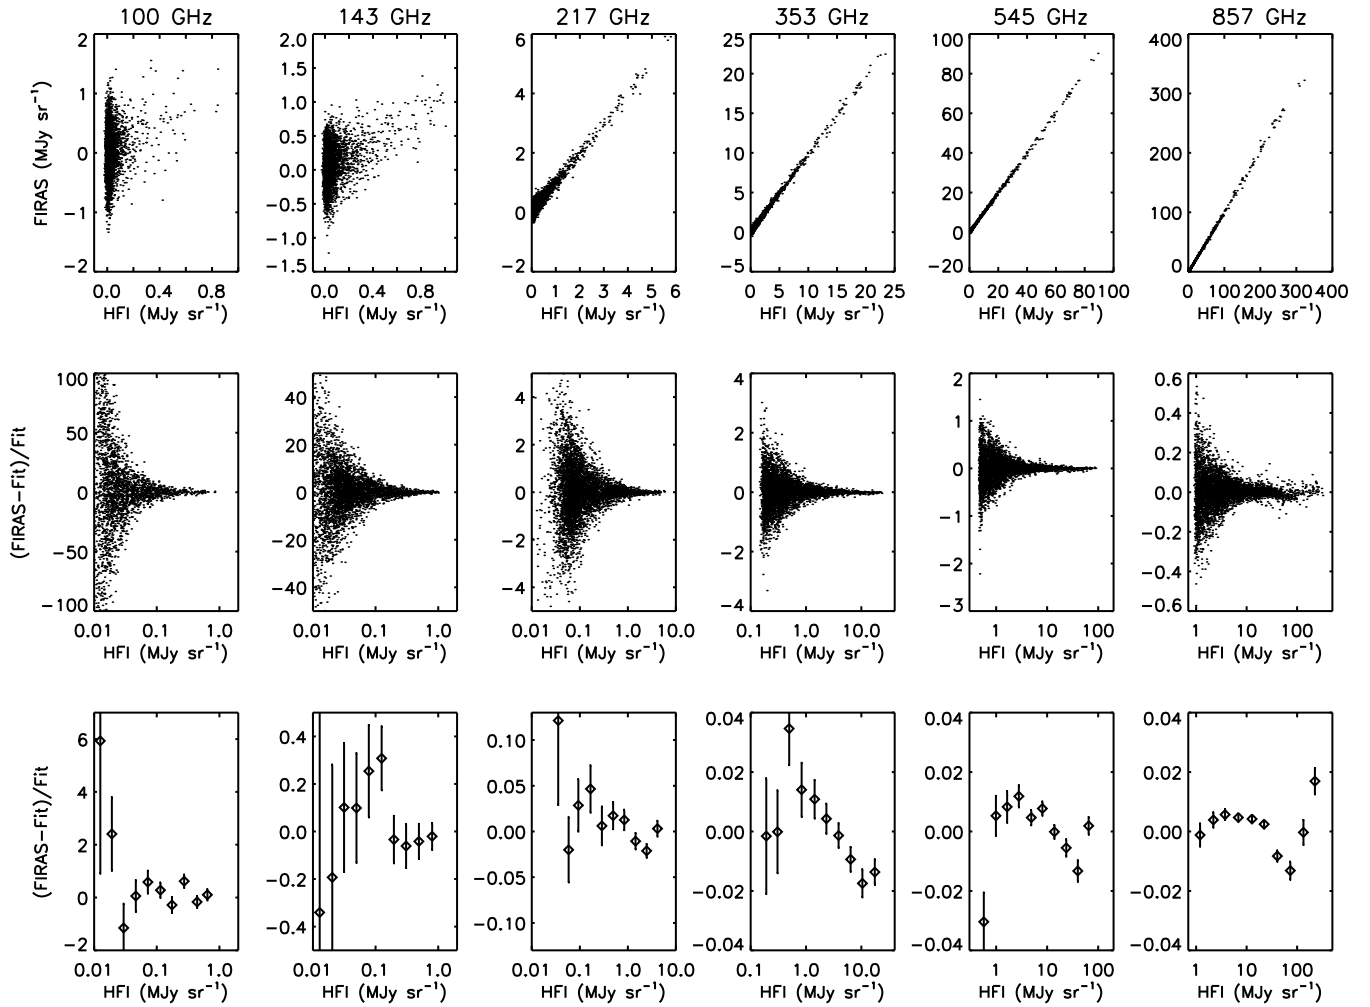 100 GHz 143 GHz 217 GHz 353 GHz 545 GHz 857 GHz
FIRAS (MJy sr⁻¹)
2 1 0 −1 −2
2.0 1.5 1.0 0.5 0.0 −0.5 −1.0 −1.5
6 4 2 0 −2
25 20 15 10 5 0 −5
100 80 60 40 20 0 −20
400 300 200 100 0
0.0 0.4 0.8
0.0 0.4 0.8
0 1 2 3 4 5 6
0 5 10 15 20 25
0 20 40 60 80 100
0 100 200 300 400
HFI (MJy sr⁻¹) HFI (MJy sr⁻¹) HFI (MJy sr⁻¹) HFI (MJy sr⁻¹) HFI (MJy sr⁻¹) HFI (MJy sr⁻¹)
(FIRAS−Fit)/Fit
100 50 0 −50 −100
40 20 0 −20 −40
4 2 0 −2 −4
4 2 0 −2 −4
2 1 0 −1 −2 −3
0.6 0.4 0.2 0.0 −0.2 −0.4 −0.6
0.01 0.1 1.0
0.01 0.1 1.0
0.01 0.1 1.0 10.0
0.1 1.0 10.0
1 10 100
1 10 100
HFI (MJy sr⁻¹) HFI (MJy sr⁻¹) HFI (MJy sr⁻¹) HFI (MJy sr⁻¹) HFI (MJy sr⁻¹) HFI (MJy sr⁻¹)
(FIRAS−Fit)/Fit
6 4 2 0 −2
0.4 0.2 0.0 −0.2 −0.4
0.10 0.05 0.00 −0.05 −0.10
0.04 0.02 0.00 −0.02 −0.04
0.04 0.02 0.00 −0.02 −0.04
0.04 0.02 0.00 −0.02 −0.04
0.01 0.1 1.0
0.01 0.1 1.0
0.01 0.1 1.0 10.0
0.1 1.0 10.0
1 10 100
1 10 100
HFI (MJy sr⁻¹) HFI (MJy sr⁻¹) HFI (MJy sr⁻¹) HFI (MJy sr⁻¹) HFI (MJy sr⁻¹) HFI (MJy sr⁻¹)